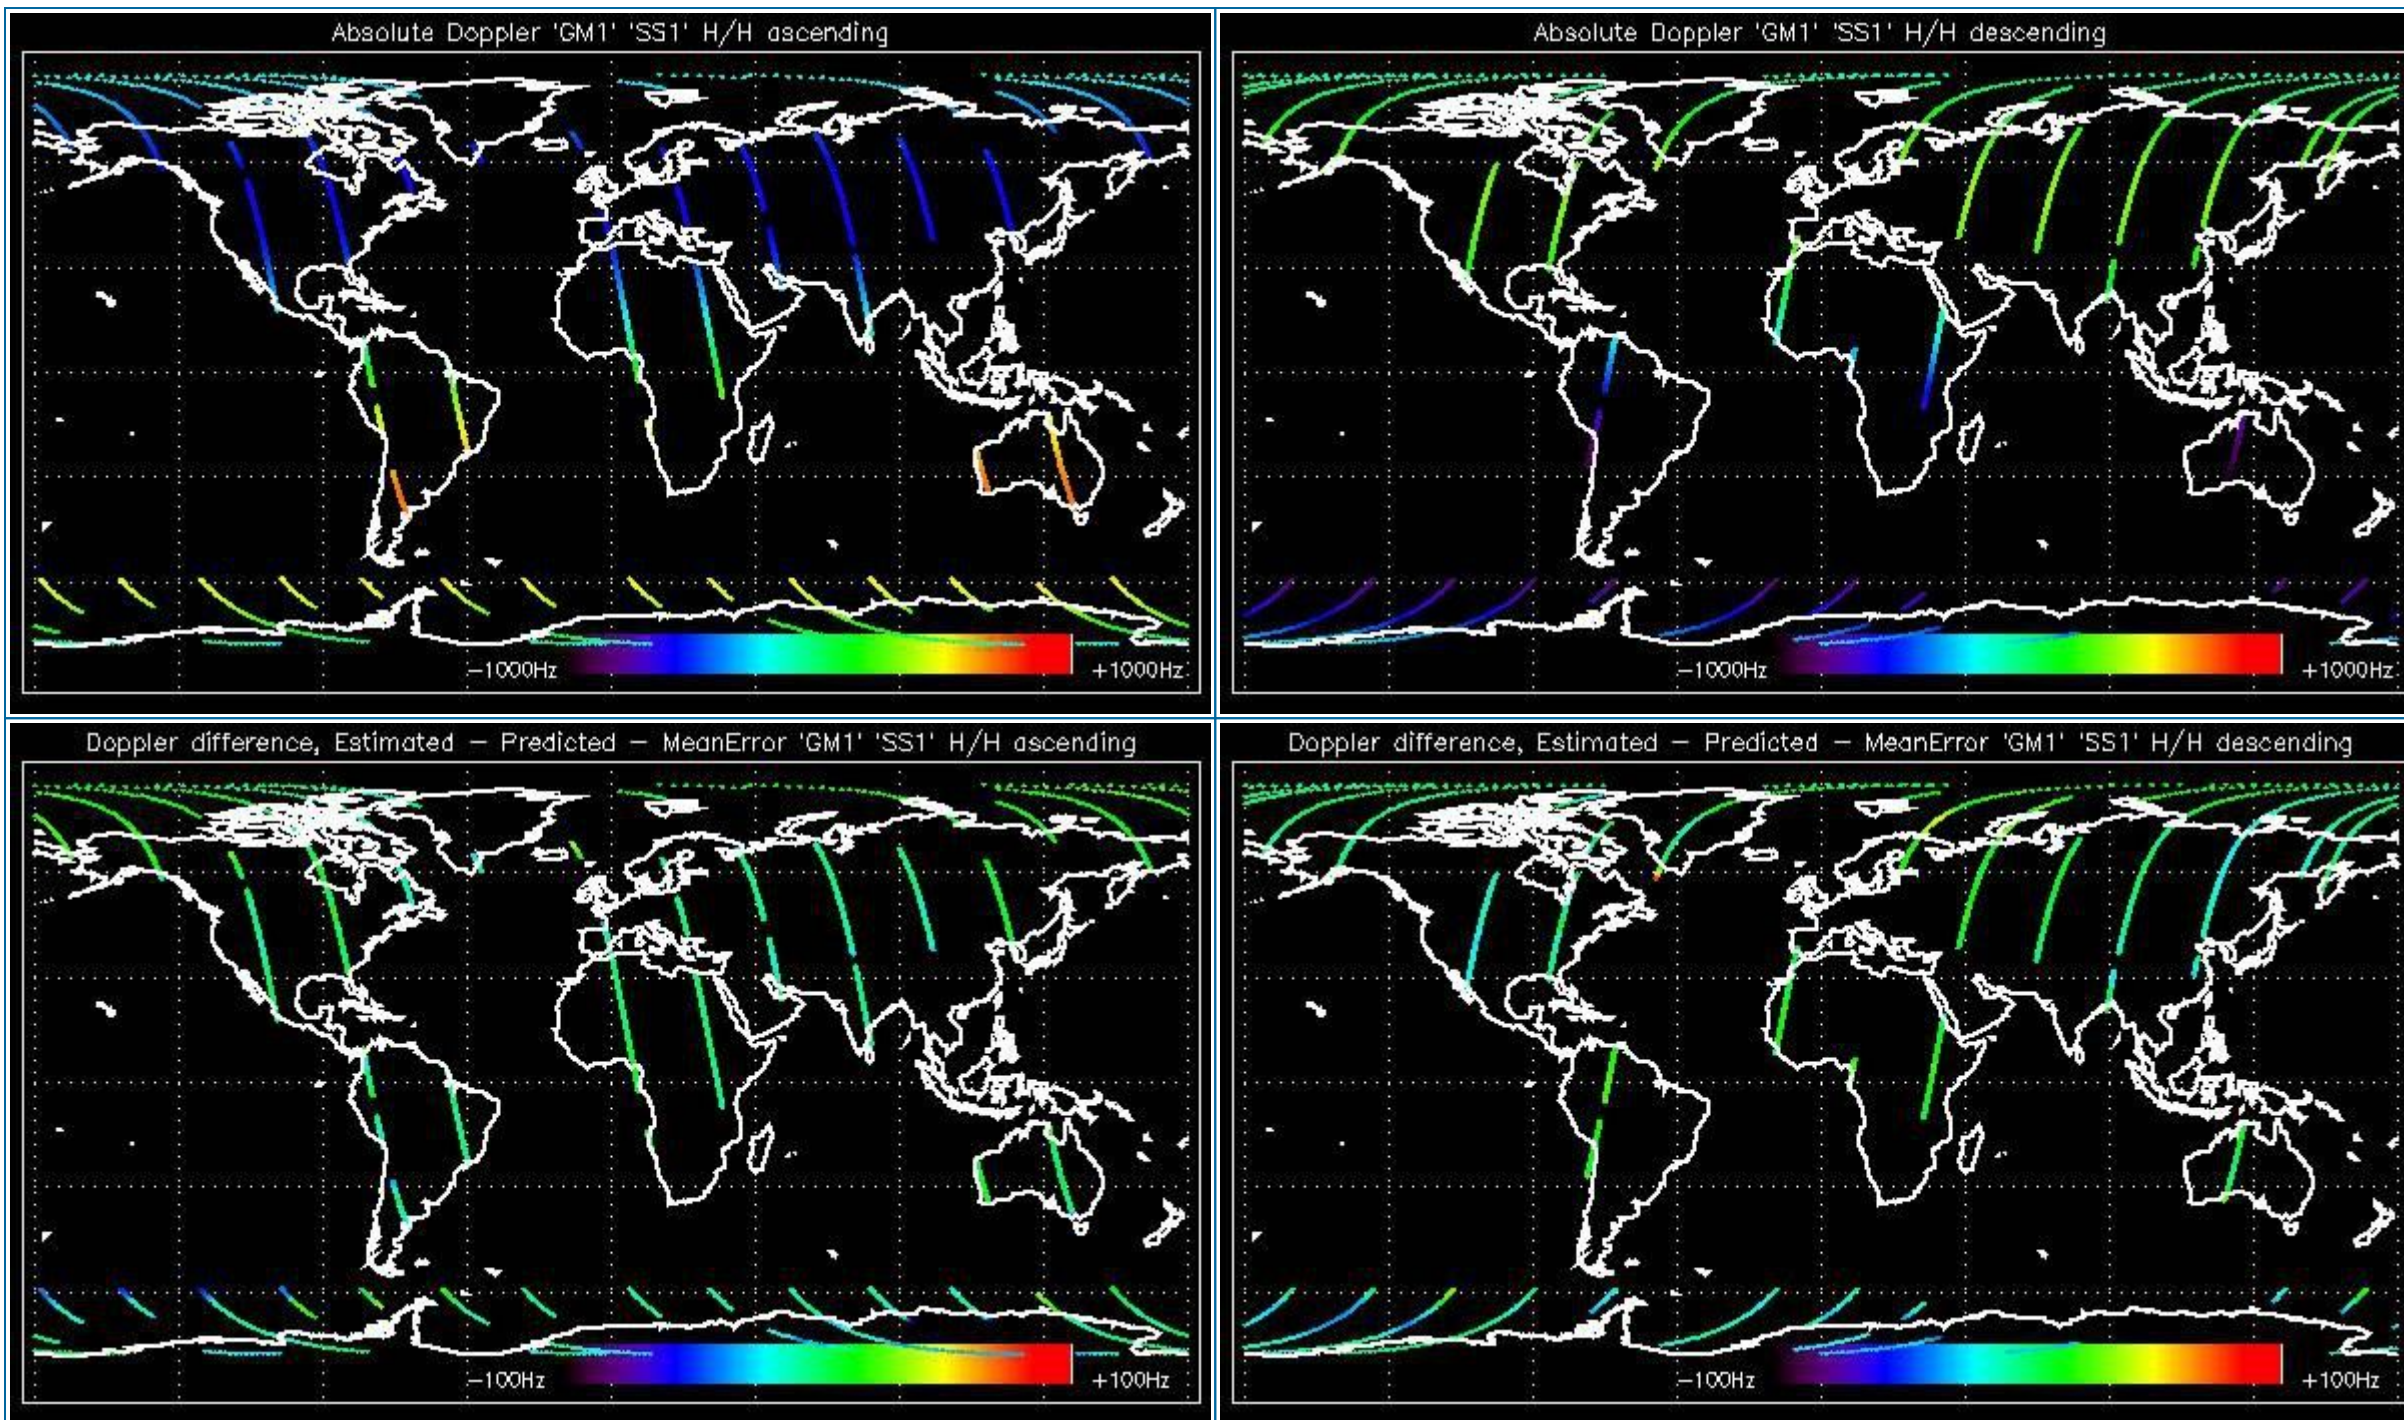 Absolute Doppler 'GM1' 'SS1' H/H ascending
−1000Hz
+1000Hz
Absolute Doppler 'GM1' 'SS1' H/H descending
−1000Hz
+1000Hz
Doppler difference, Estimated − Predicted − MeanError 'GM1' 'SS1' H/H ascending
−100Hz
+100Hz
Doppler difference, Estimated − Predicted − MeanError 'GM1' 'SS1' H/H descending
−100Hz
+100Hz